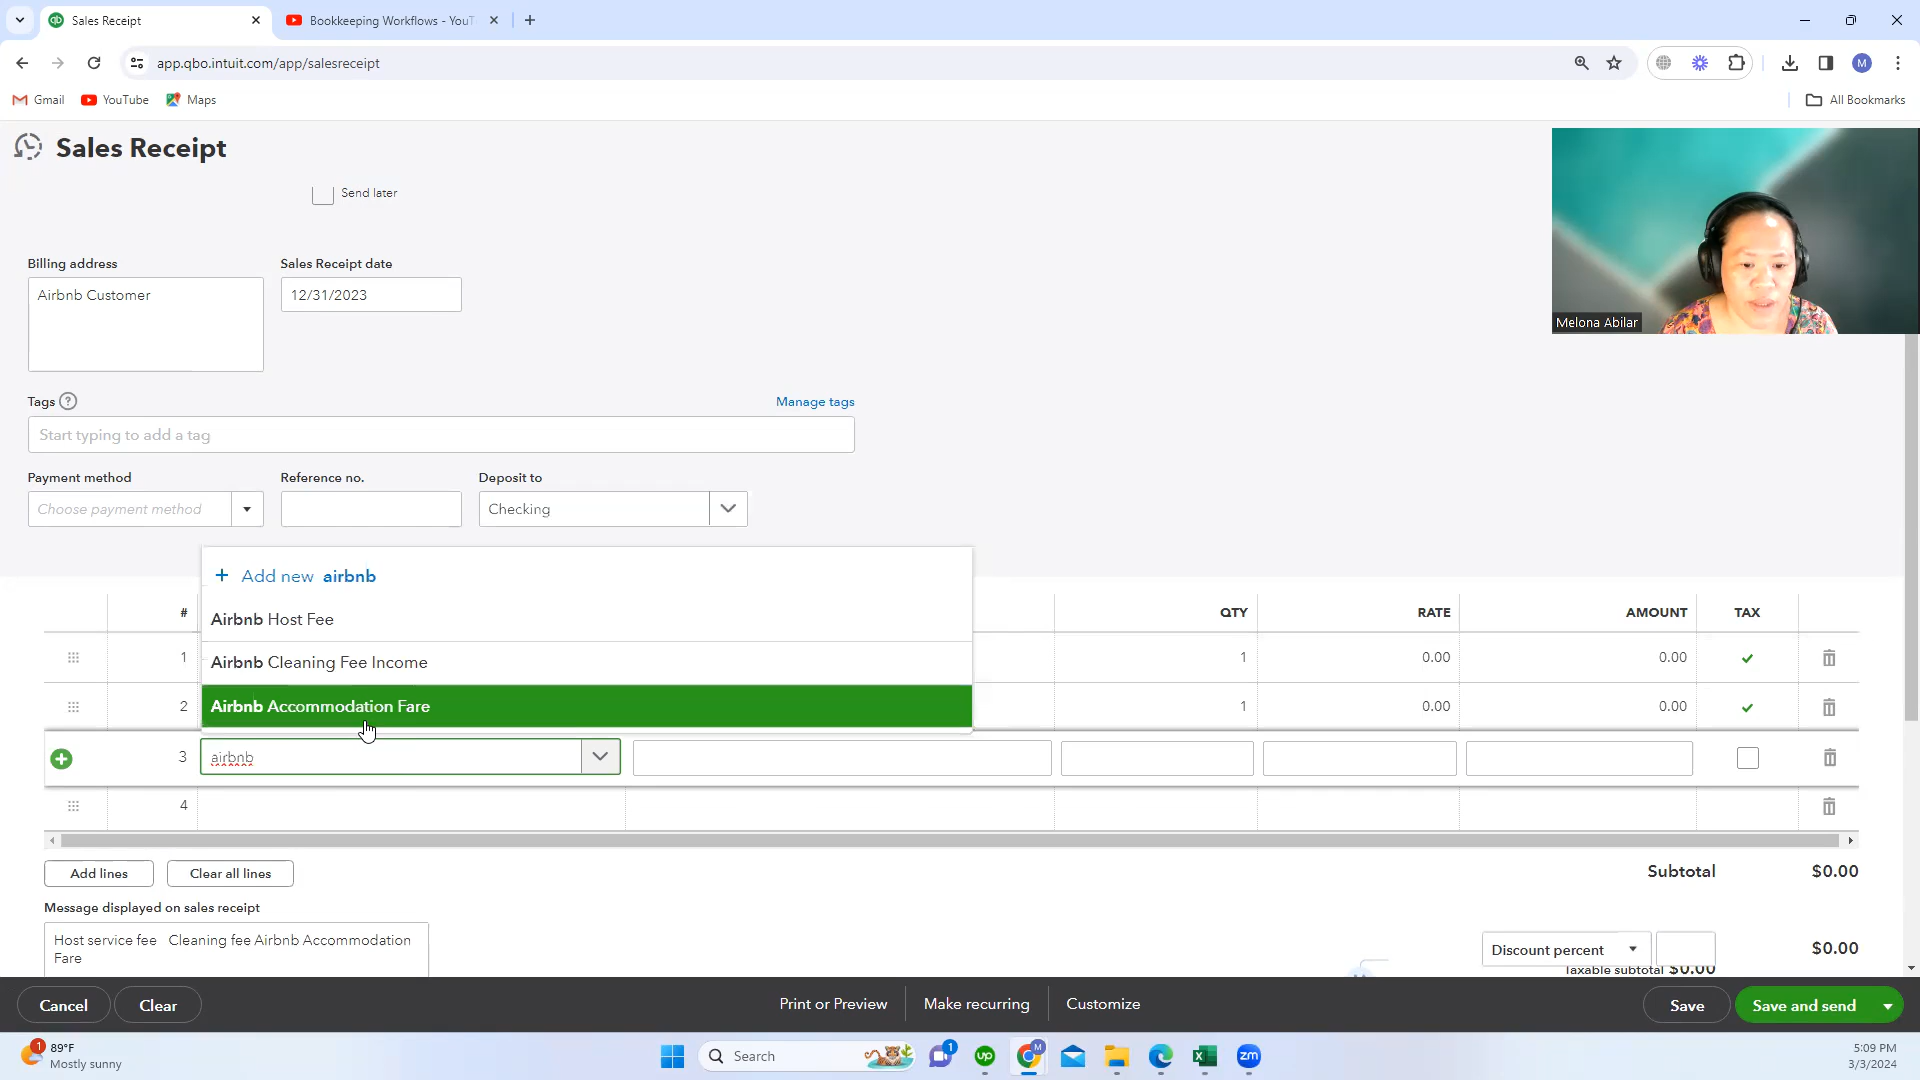 Sales Receipt
Bookkeeping Workflows - YouT
app.qbo.intuit.com/app/salesreceipt
M
Gmail
YouTube
Maps
All Bookmarks
Sales Receipt
Send later
Billing address
Sales Receipt date
Airbnb Customer
12/31/2023
Melona Abilar
Tags ?
Manage tags
Start typing to add a tag
Payment method
Reference no.
Deposit to
Choose payment method
Checking
+ Add new airbnb
Airbnb Host Fee
Airbnb Cleaning Fee Income
Airbnb Accommodation Fare
# QTY RATE AMOUNT TAX
1 1 0.00 0.00
2 1 0.00 0.00
3 airbnb
4
Add lines
Clear all lines
Subtotal $0.00
Message displayed on sales receipt
Host service fee Cleaning fee Airbnb Accommodation
Fare
Discount percent
$0.00
Taxable subtotal $0.00
Cancel
Clear
Print or Preview
Make recurring
Customize
Save
Save and send
1
89°F
Mostly sunny
Search
1
up
M
zm
5:09 PM
3/3/2024